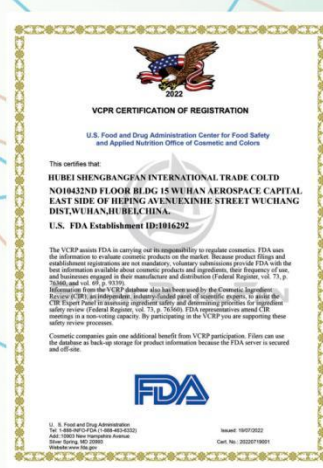 2022
VCPR CERTIFICATION OF REGISTRATION
U.S. Food and Drug Administration Center for Food Safety
and Applied Nutrition Office of Cosmetic and Colors
This certifies that:
HUBEI SHENGBANGFAN INTERNATIONAL TRADE COLTD
NO10432ND FLOOR BLDG 15 WUHAN AEROSPACE CAPITAL
EAST SIDE OF HEPING AVENUEXINHE STREET WUCHANG
DIST,WUHAN,HUBEI,CHINA.
U.S. FDA Establishment ID:1016292
The VCRP assists FDA in carrying out its responsibility to regulate cosmetics. FDA uses
the information to evaluate cosmetic products on the market. Because product filings and
establishment registrations are not mandatory, voluntary submissions provide FDA with the
best information available about cosmetic products and ingredients, their frequency of use,
and businesses engaged in their manufacture and distribution (Federal Register, vol. 73, p.
76360, and vol. 69, p. 9339).
Information from the VCRP database also has been used by the Cosmetic Ingredient
Review (CIR), an independent, industry-funded panel of scientific experts, to assist the
CIR Expert Panel in assessing ingredient safety and determining priorities for ingredient
safety review (Federal Register, vol. 73, p. 76360). FDA representatives attend CIR
meetings in a non-voting capacity. By participating in the VCRP you are supporting these
safety review processes.
Cosmetic companies gain one additional benefit from VCRP participation. Filers can use
the database as back-up storage for product information because the FDA server is secured
and off-site.
FDA
U. S. Food and Drug Administration
Tel: 1-888-INFO-FDA (1-888-463-6332)
Add: 10903 New Hampshire Avenue
Silver Spring, MD 20993
Website:www.fda.gov
Issued: 19/07/2022
Cert. No.: 20220719001